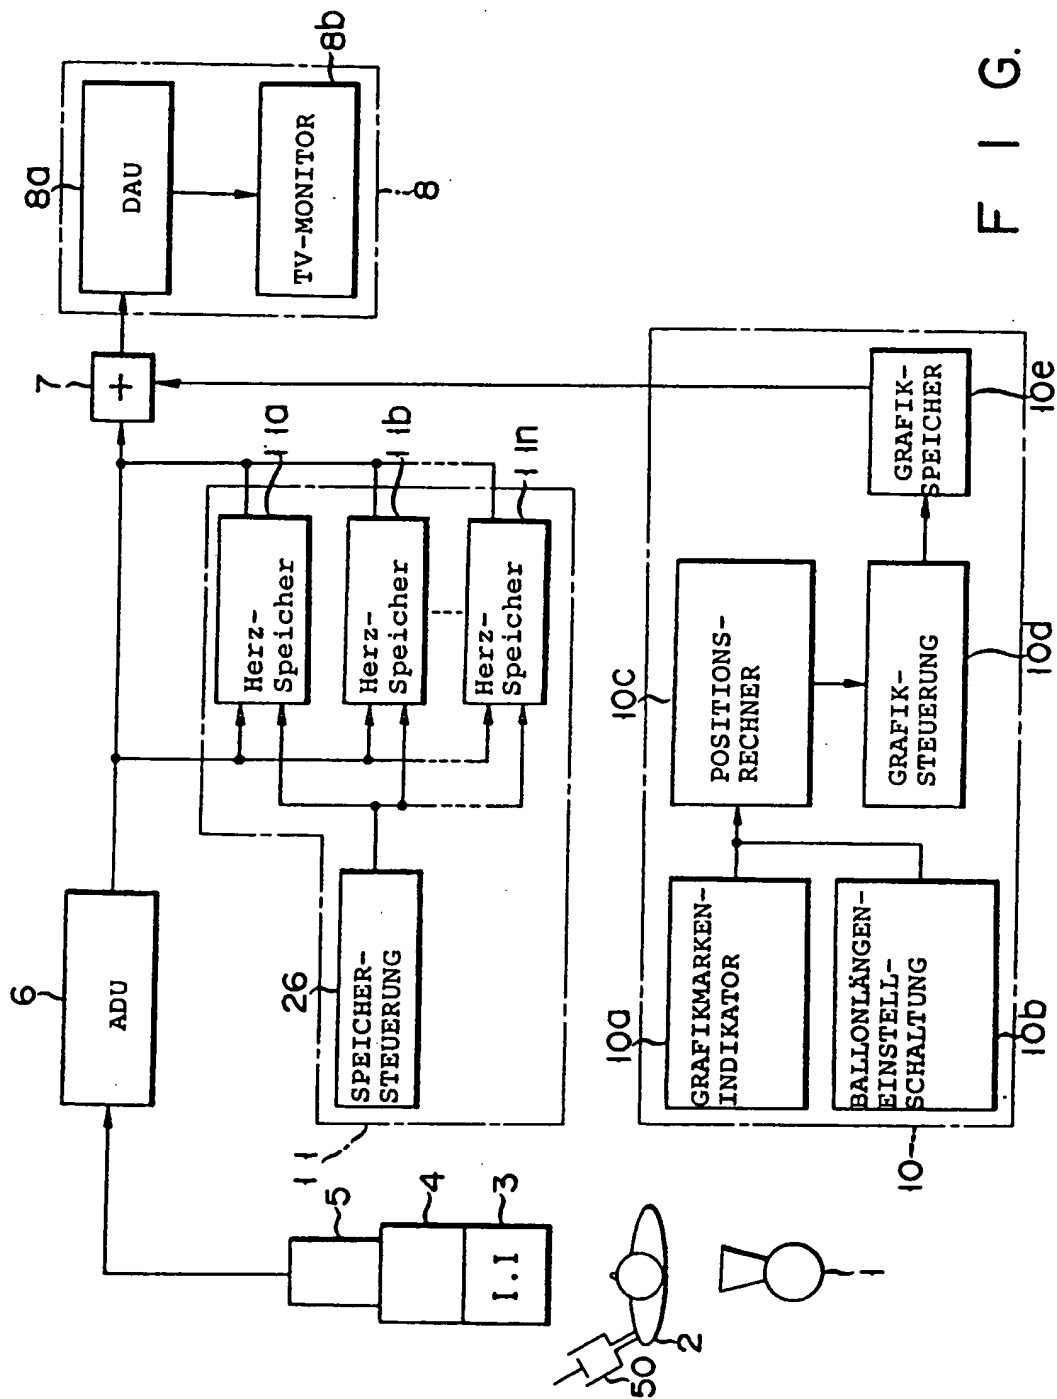 6
ADU
7
+
8a
DAU
TV-MONITOR
8b
8
26
SPEICHER-
STEUERUNG
11
Herz-
Speicher
11a
Herz-
Speicher
11b
Herz-
Speicher
11n
5
4
3
I.I
2
50
1
10a
GRAFIKMARKEN-
INDIKATOR
BALLONLÄNGEN-
EINSTELL-
SCHALTUNG
10b
10
10c
POSITIONS-
RECHNER
GRAFIK-
STEUERUNG
10d
GRAFIK-
SPEICHER
10e
FIG.